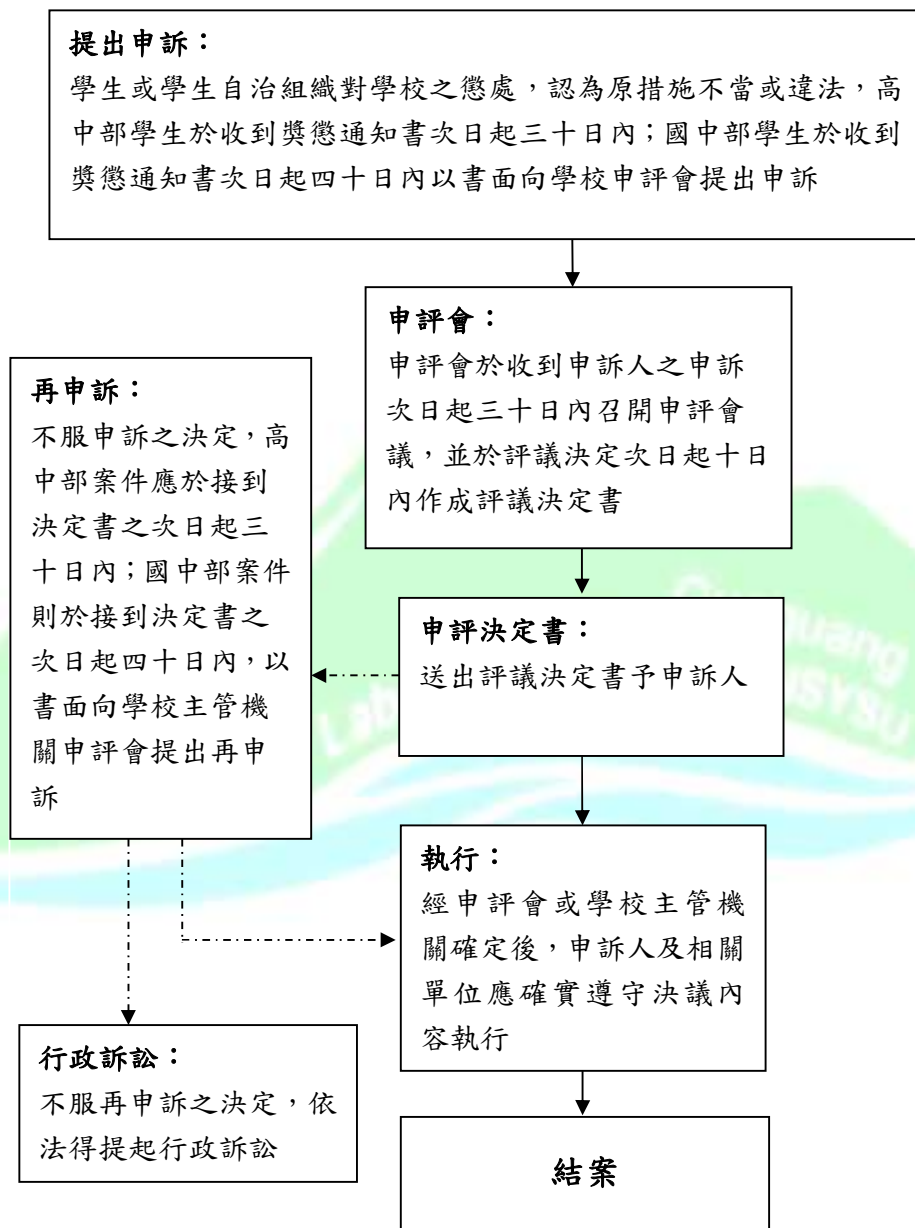 提出申訴：
學生或學生自治組織對學校之懲處，認為原措施不當或違法，高
中部學生於收到獎懲通知書次日起三十日內；國中部學生於收到
獎懲通知書次日起四十日內以書面向學校申評會提出申訴
申評會：
申評會於收到申訴人之申訴
次日起三十日內召開申評會
議，並於評議決定次日起十日
內作成評議決定書
再申訴：
不服申訴之決定，高
中部案件應於接到
決定書之次日起三
十日內；國中部案件
則於接到決定書之
次日起四十日內，以
書面向學校主管機
關申評會提出再申
訴
申評決定書：
送出評議決定書予申訴人
執行：
經申評會或學校主管機
關確定後，申訴人及相關
單位應確實遵守決議內
容執行
行政訴訟：
不服再申訴之決定，依
法得提起行政訴訟
結案